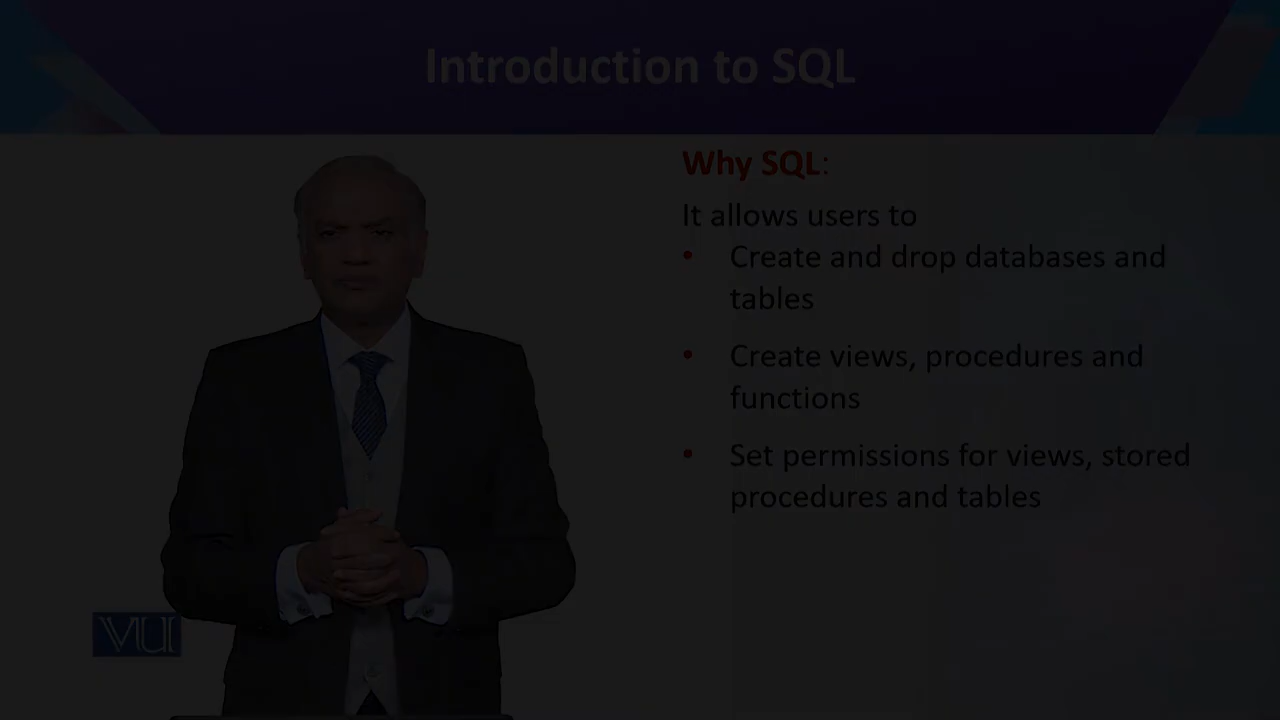 Introduction to SQL
Why SQL:
It allows users to
• Create and drop databases and
tables
• Create views, procedures and
functions
• Set permissions for views, stored
procedures and tables
VU